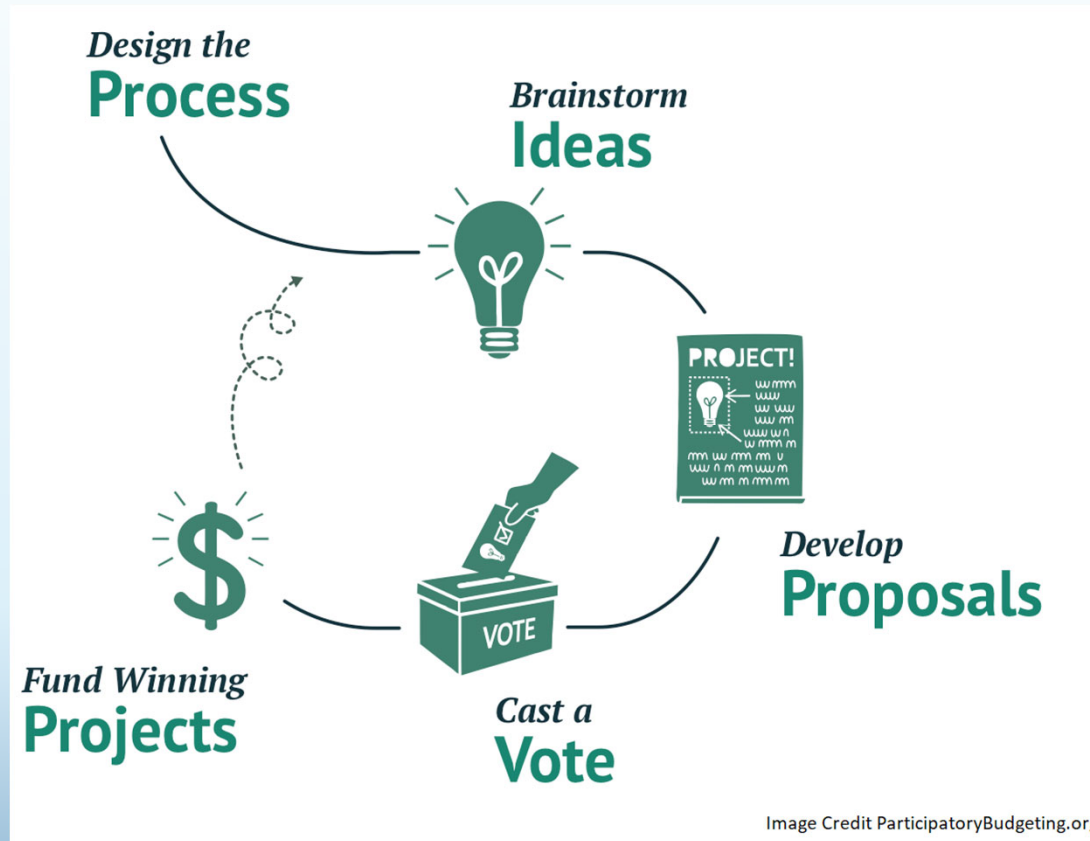 Design the
Process
Brainstorm
Ideas
PROJECT!
Develop
Proposals
VOTE
Cast a
Vote
Fund Winning
Projects
Image Credit ParticipatoryBudgeting.or